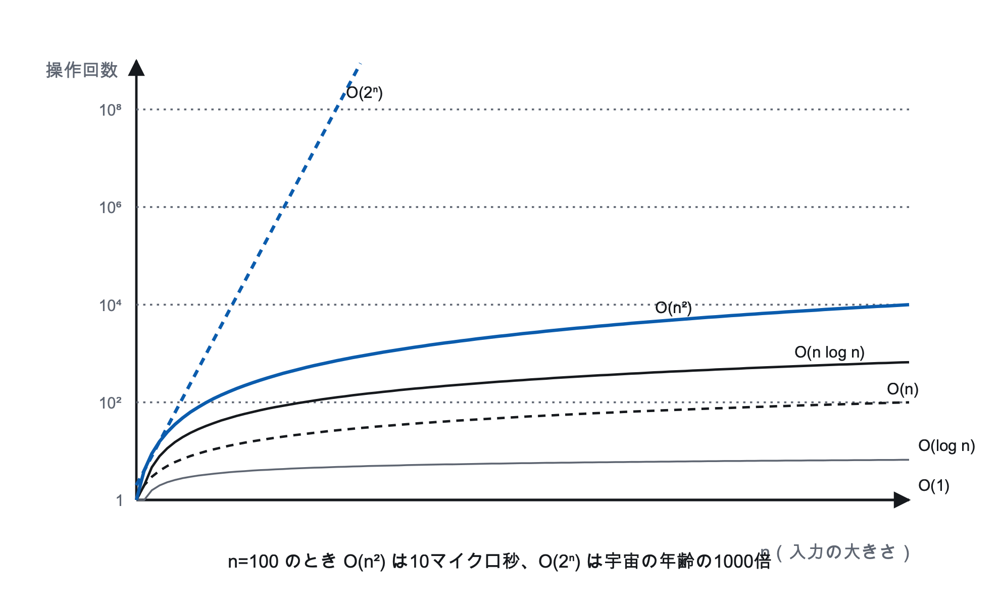 操作回数
O(2ⁿ)
10⁸
10⁶
10⁴
O(n²)
O(n log n)
O(n)
10²
O(log n)
O(1)
1
n ( 入力の大きさ )
n=100 のとき O(n²) は10マイクロ秒、O(2ⁿ) は宇宙の年齢の1000倍